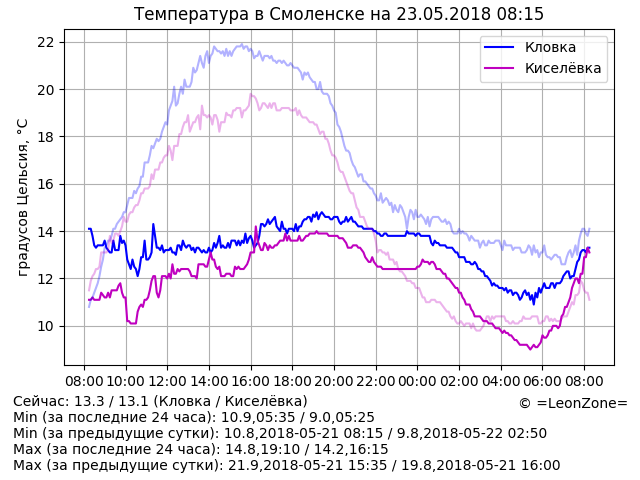 Температура в Смоленске на 23.05.2018 08:15
Кловка
Киселёвка
градусов Цельсия, °C
22
20
18
16
14
12
10
08:00 10:00 12:00 14:00 16:00 18:00 20:00 22:00 00:00 02:00 04:00 06:00 08:00
Сейчас: 13.3 / 13.1 (Кловка / Киселёвка)
© =LeonZone=
Min (за последние 24 часа): 10.9,05:35 / 9.0,05:25
Min (за предыдущие сутки): 10.8,2018-05-21 08:15 / 9.8,2018-05-22 02:50
Max (за последние 24 часа): 14.8,19:10 / 14.2,16:15
Max (за предыдущие сутки): 21.9,2018-05-21 15:35 / 19.8,2018-05-21 16:00